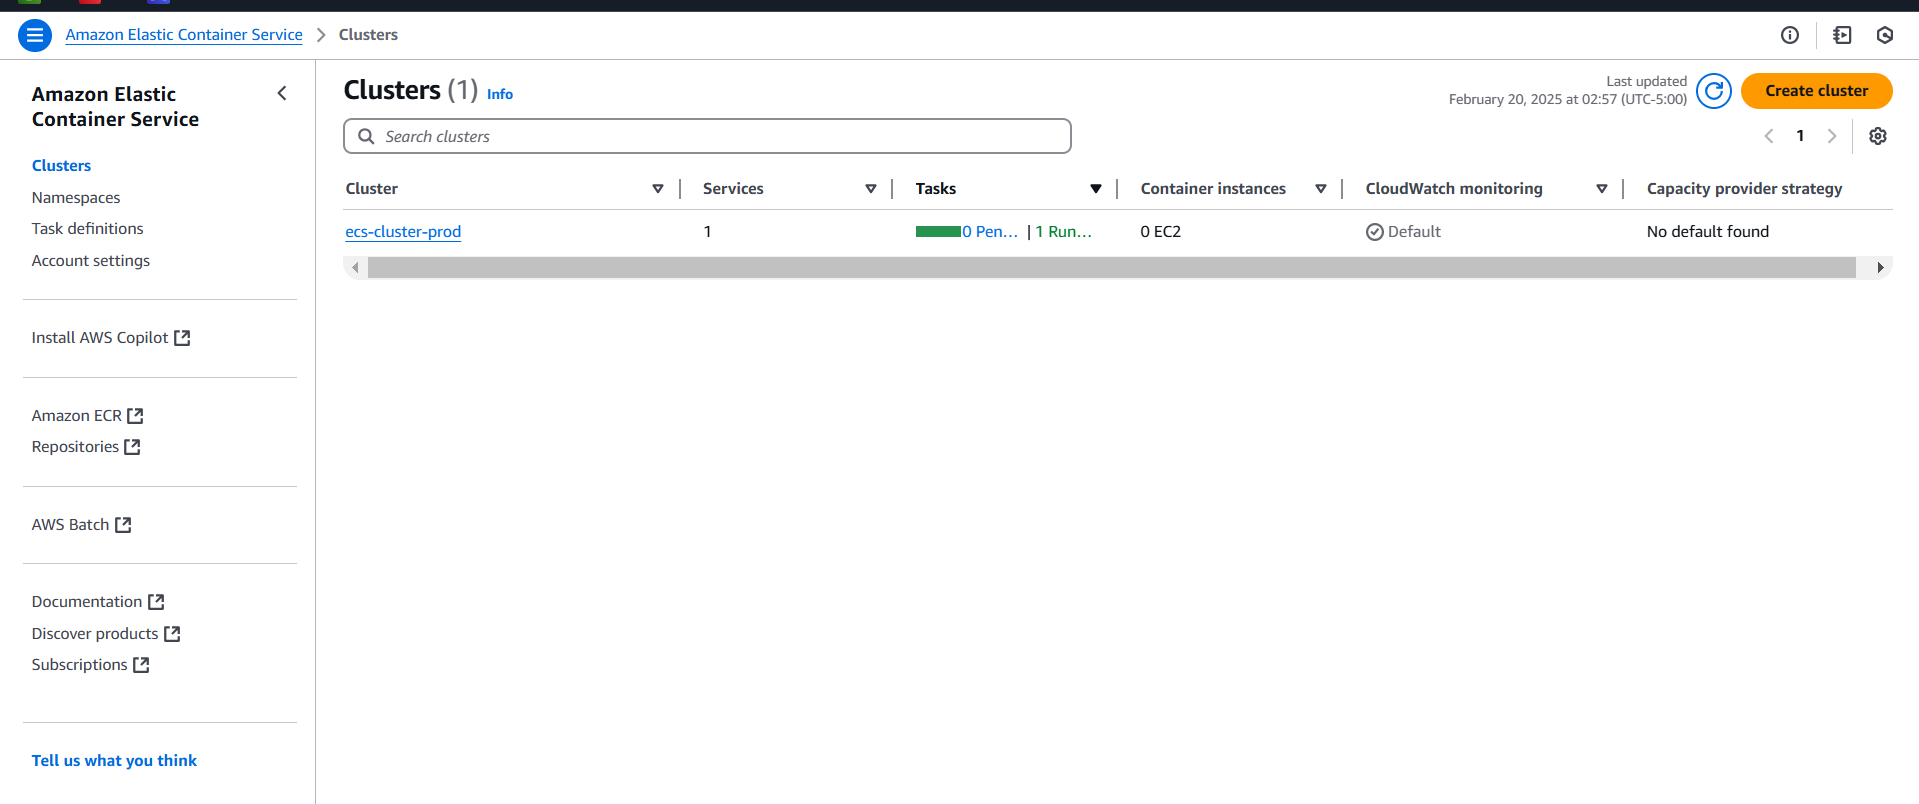 Amazon Elastic Container Service > Clusters
Amazon Elastic
Container Service
Clusters
Namespaces
Task definitions
Account settings
Install AWS Copilot
Amazon ECR
Repositories
AWS Batch
Documentation
Discover products
Subscriptions
Tell us what you think
Clusters (1) Info
Last updated
February 20, 2025 at 02:57 (UTC-5:00)
Create cluster
Search clusters
1
Cluster Services Tasks Container instances CloudWatch monitoring Capacity provider strategy
ecs-cluster-prod 1 0 Pen... | 1 Run... 0 EC2 Default No default found